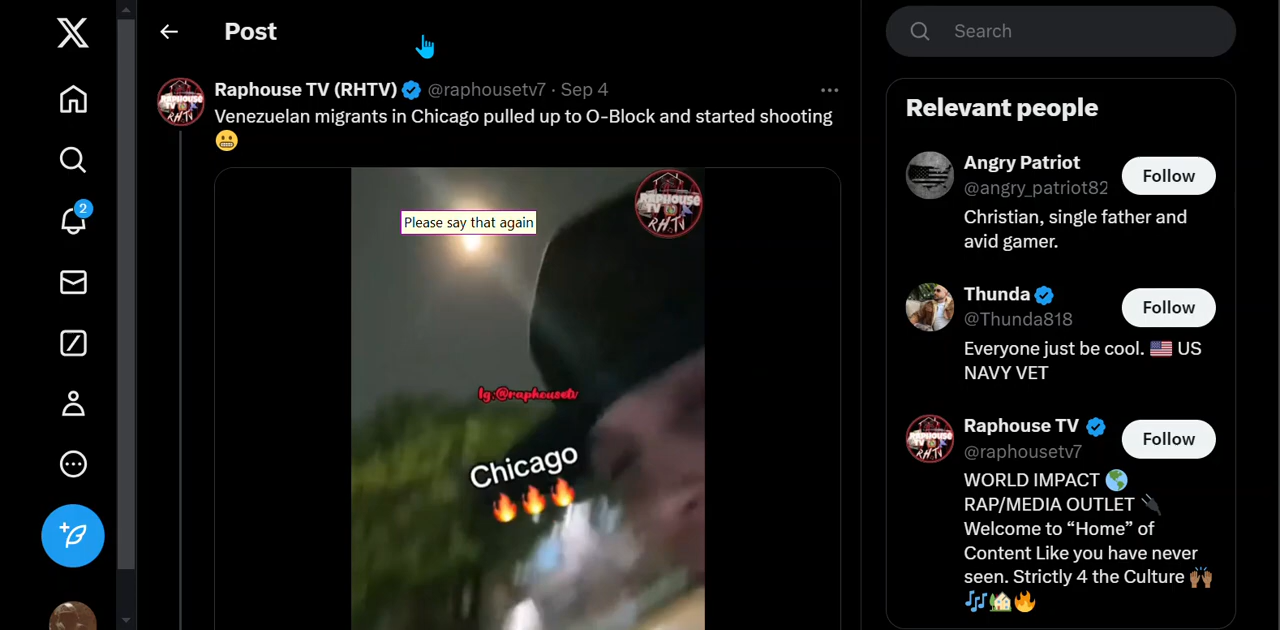 Post
Raphouse TV (RHTV) @raphousetv7 · Sep 4
Venezuelan migrants in Chicago pulled up to O-Block and started shooting
😬
RAPHOUSE
TV
RHTV
Please say that again
Ig:@raphousetv
Chicago
🔥🔥🔥
2
Search
Relevant people
Angry Patriot
@angry_patriot82
Follow
Christian, single father and
avid gamer.
Thunda
@Thunda818
Follow
Everyone just be cool. 🇺🇸 US
NAVY VET
Raphouse TV
@raphousetv7
Follow
WORLD IMPACT 🌎
RAP/MEDIA OUTLET 🔌
Welcome to “Home” of
Content Like you have never
seen. Strictly 4 the Culture 🙌🏾
🎶🏡🔥